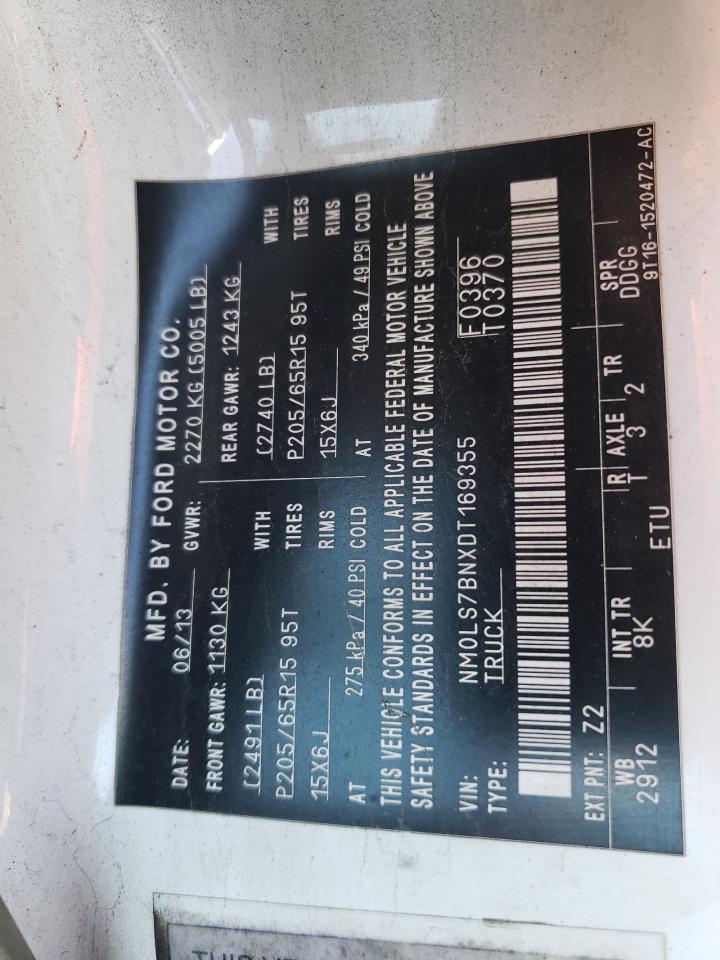 MFD. BY FORD MOTOR CO.
DATE: 06/13 GVWR: 2270 KG (5005 LB)
FRONT GAWR: 1130 KG REAR GAWR: 1243 KG
(2491LB) WITH (2740 LB) WITH
P205/65R15 95T TIRES P205/65R15 95T TIRES
15X6J RIMS 15X6J RIMS
AT 275 kPa / 40 PSI COLD AT 340 kPa / 49 PSI COLD
THIS VEHICLE CONFORMS TO ALL APPLICABLE FEDERAL MOTOR VEHICLE
SAFETY STANDARDS IN EFFECT ON THE DATE OF MANUFACTURE SHOWN ABOVE
VIN: NM0LS7BNXDT169355 F0396
TYPE: TRUCK T0370
EXT PNT: Z2
WB INT TR R AXLE TR SPR
2912 8K T 3 2 DDGG
ETU 9T16-1520472-AC